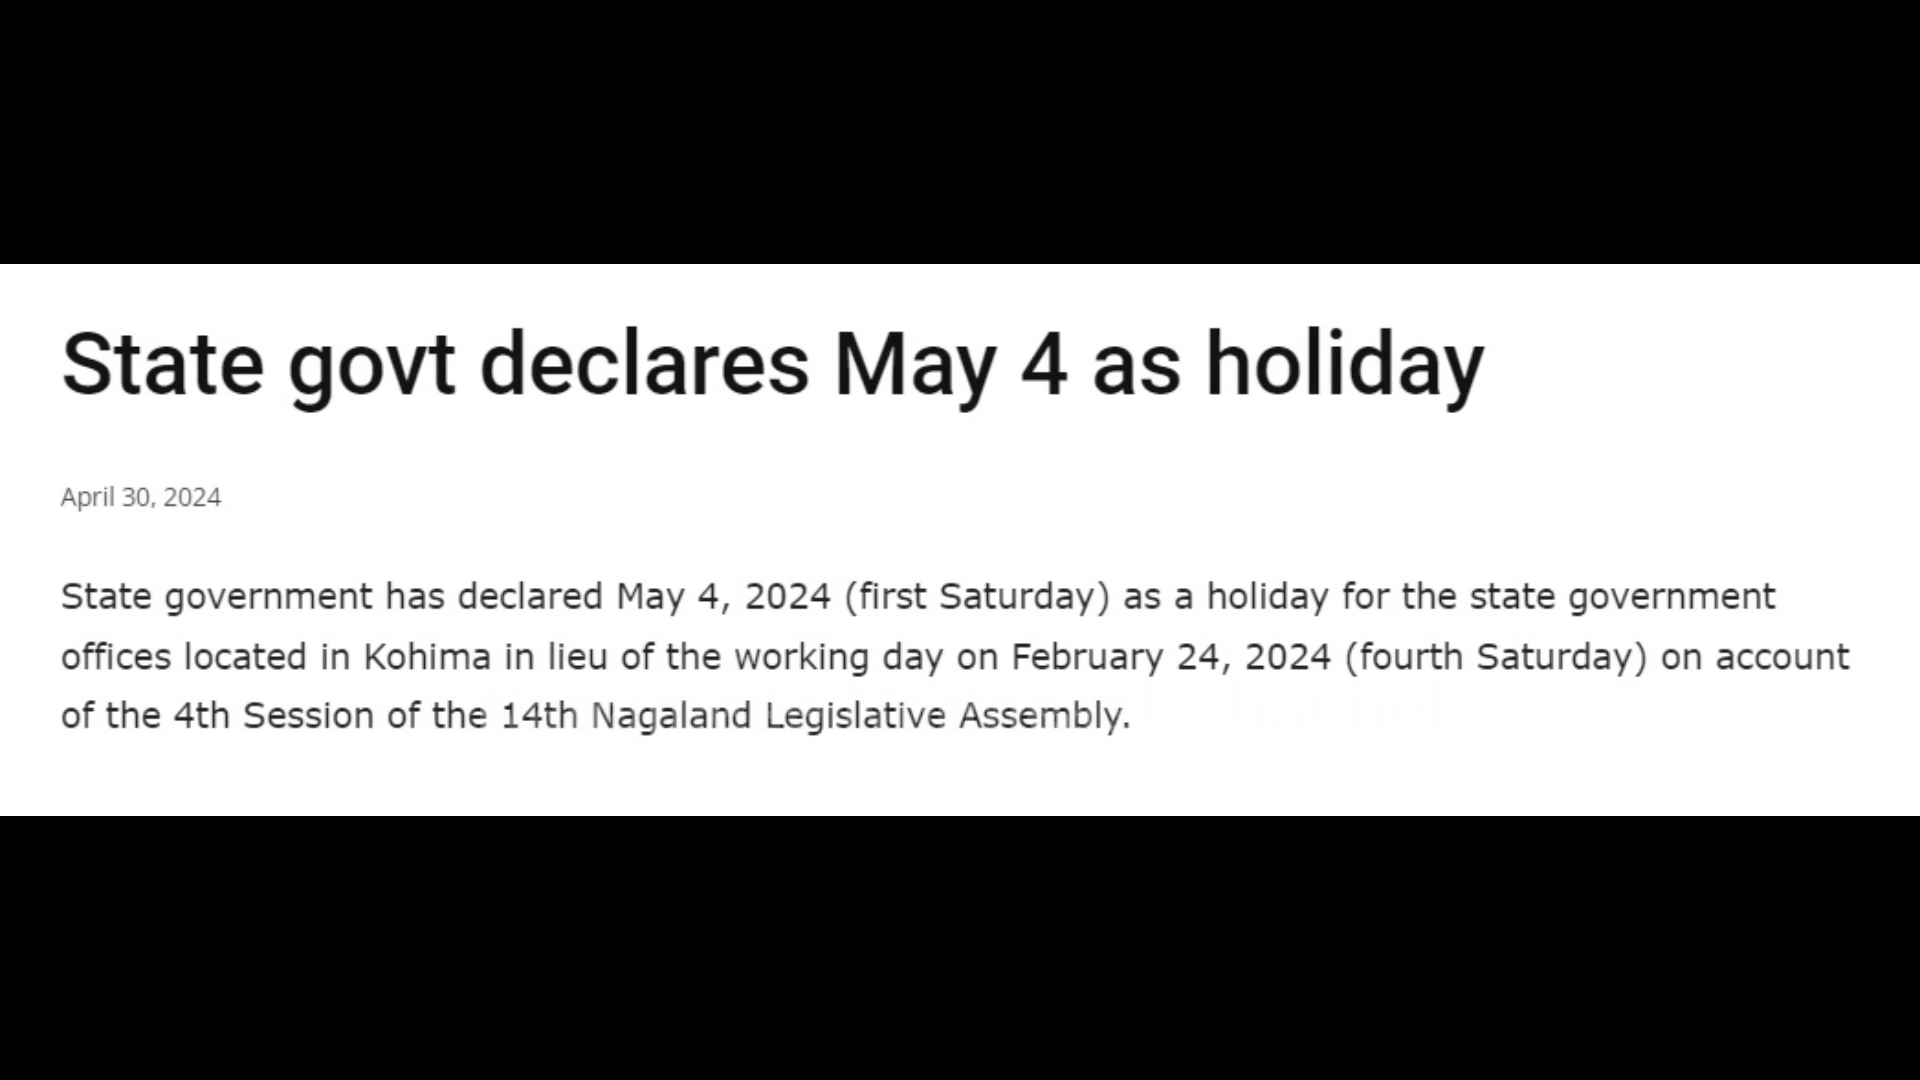 State govt declares May 4 as holiday
April 30, 2024
State government has declared May 4, 2024 (first Saturday) as a holiday for the state government
offices located in Kohima in lieu of the working day on February 24, 2024 (fourth Saturday) on account
of the 4th Session of the 14th Nagaland Legislative Assembly.